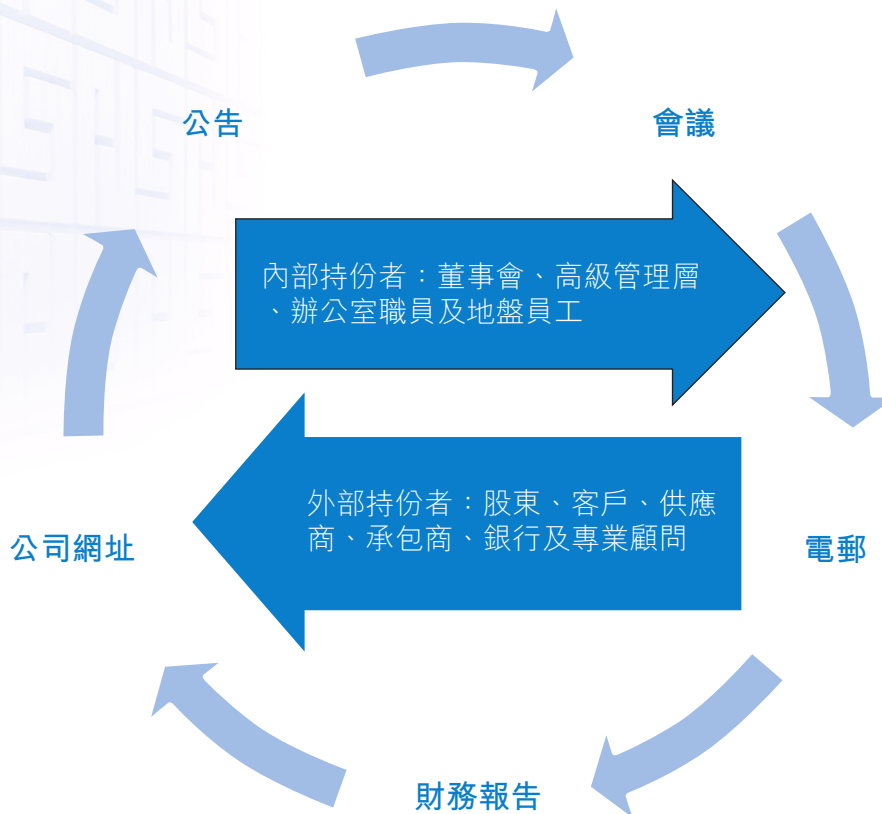 公告
會議
內部持份者：董事會、高級管理層
、辦公室職員及地盤員工
外部持份者：股東、客戶、供應
商、承包商、銀行及專業顧問
公司網址
電郵
財務報告